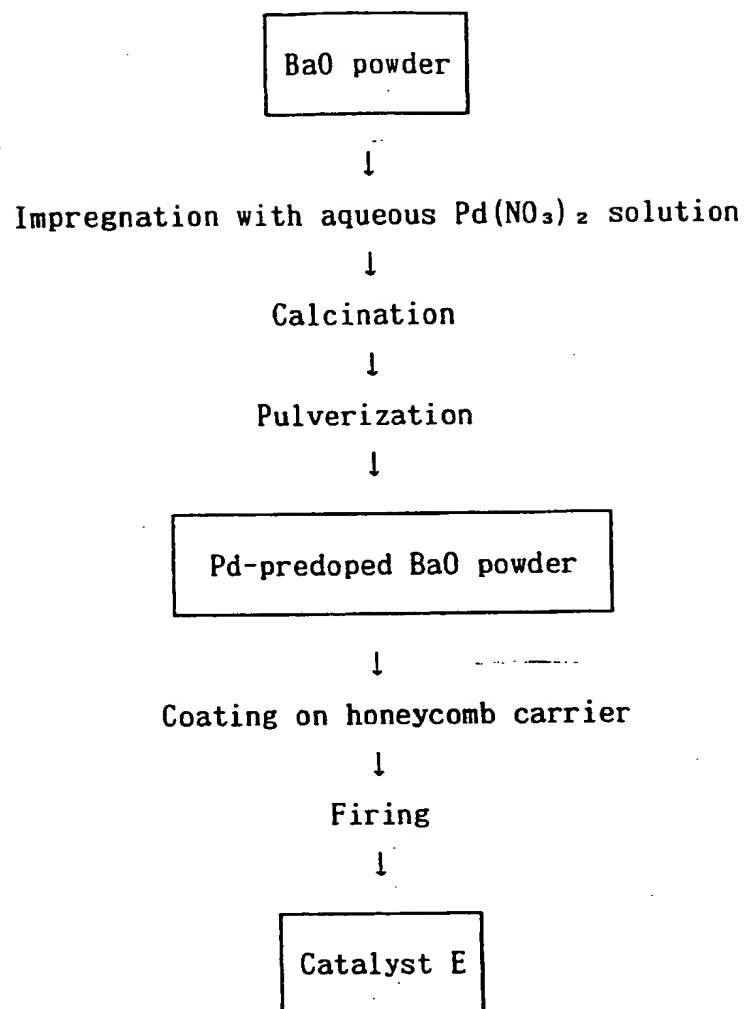 BaO powder
↓
Impregnation with aqueous Pd(NO₃)₂ solution
↓
Calcination
↓
Pulverization
↓
Pd-predoped BaO powder
↓
Coating on honeycomb carrier
↓
Firing
↓
Catalyst E